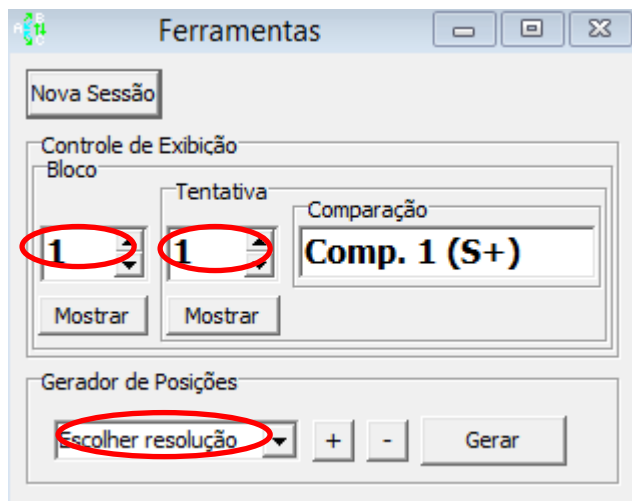 Ferramentas
Nova Sessão
Controle de Exibição
Bloco
Tentativa
Comparação
1
1
Comp. 1 (S+)
Mostrar
Mostrar
Gerador de Posições
Escolher resolução
+
-
Gerar